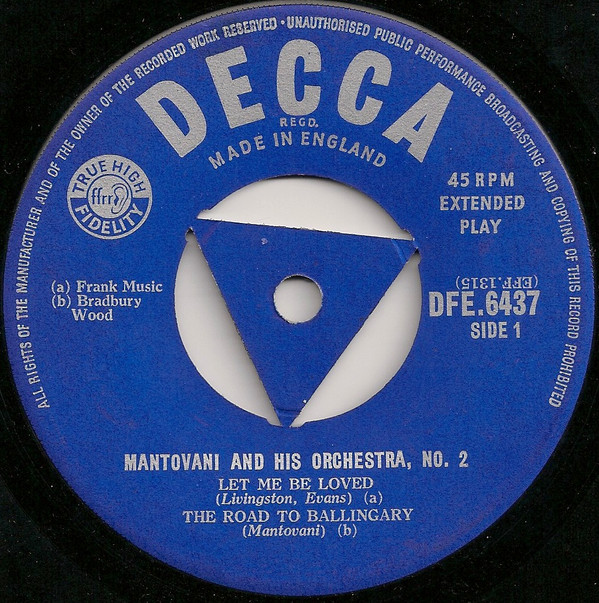 ALL RIGHTS OF THE MANUFACTURER AND OF THE OWNER OF THE RECORDED WORK RESERVED · UNAUTHORISED PUBLIC PERFORMANCE BROADCASTING AND COPYING OF THIS RECORD PROHIBITED
DECCA
REGD.
MADE IN ENGLAND
TRUE HIGH
ffrr
FIDELITY
45 RPM
EXTENDED
PLAY
(a) Frank Music
(b) Bradbury
Wood
(EFF.1315)
DFE.6437
SIDE 1
MANTOVANI AND HIS ORCHESTRA, NO. 2
LET ME BE LOVED
(Livingston, Evans) (a)
THE ROAD TO BALLINGARY
(Mantovani) (b)